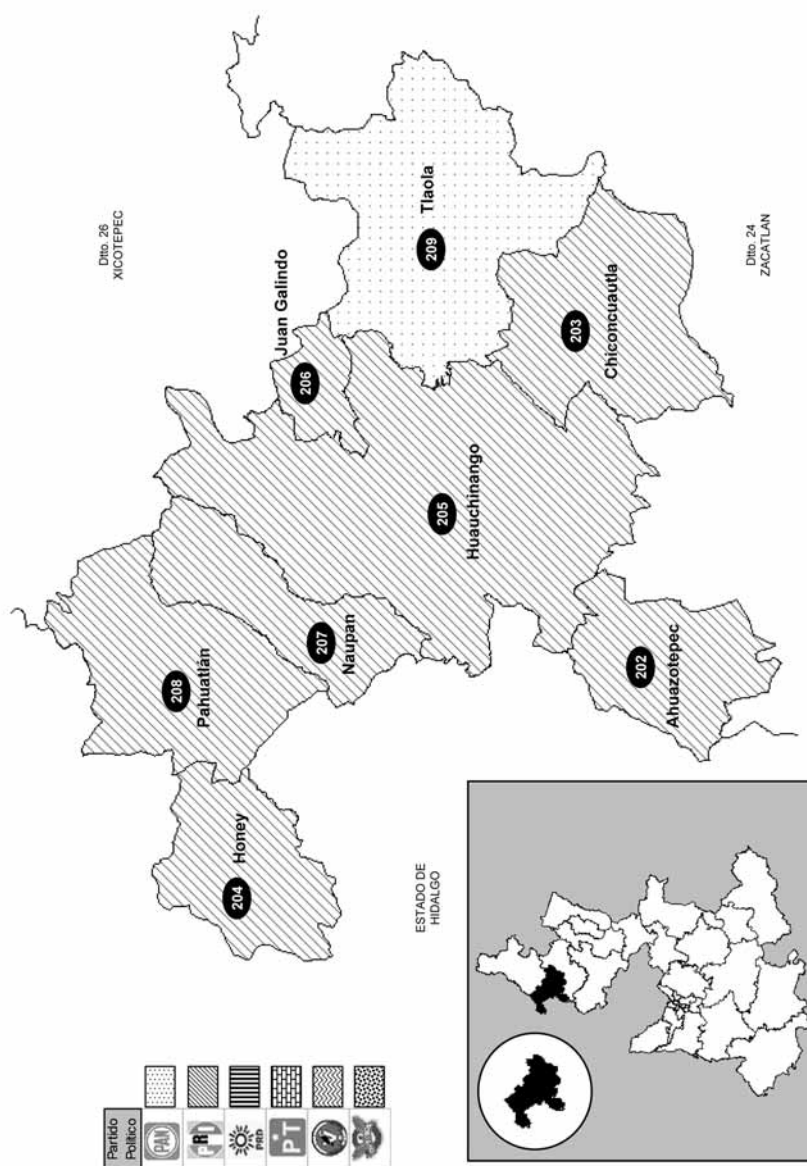 Dtto. 26
XICOTEPEC
208
Pahuatlán
204
Honey
207
Naupan
206
Juan Galindo
205
Huauchinango
209
Tlaola
203
Chiconcuautla
202
Ahuazotepec
ESTADO DE
HIDALGO
Dtto. 24
ZACATLAN
Partido
Político
PAN
PRI
PRD
PT